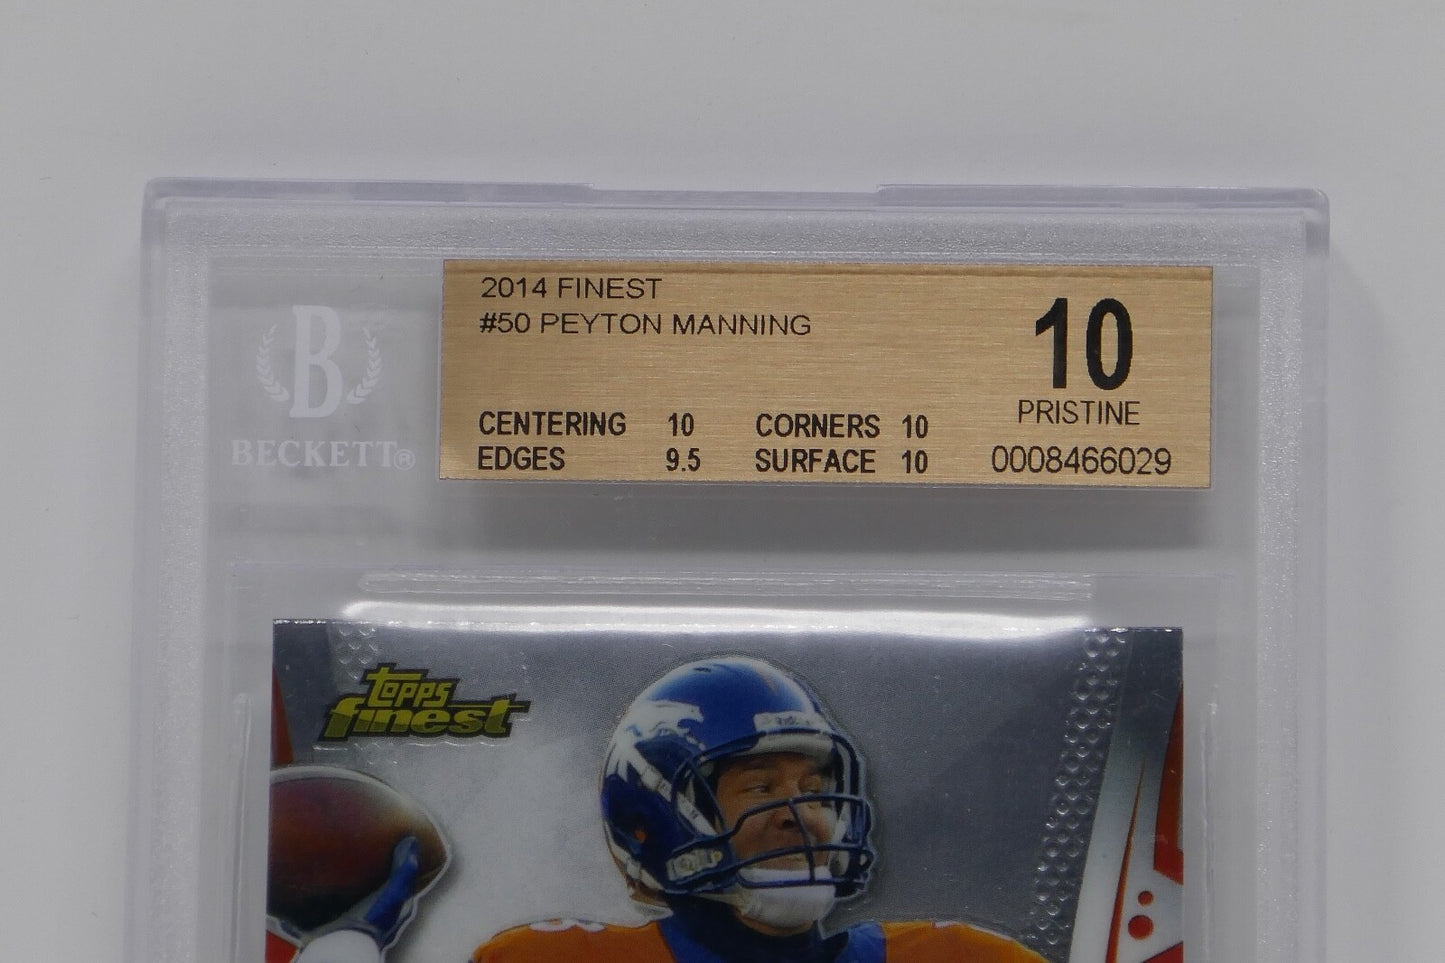 2014 FINEST
#50 PEYTON MANNING
10
PRISTINE
CENTERING 10 CORNERS 10
EDGES 9.5 SURFACE 10
0008466029
B
BECKETT®
topps
finest